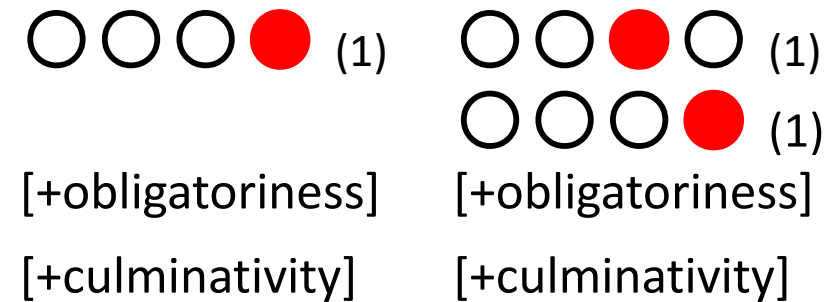 (1) (1)
(1)
[+obligatoriness] [+obligatoriness]
[+culminativity] [+culminativity]